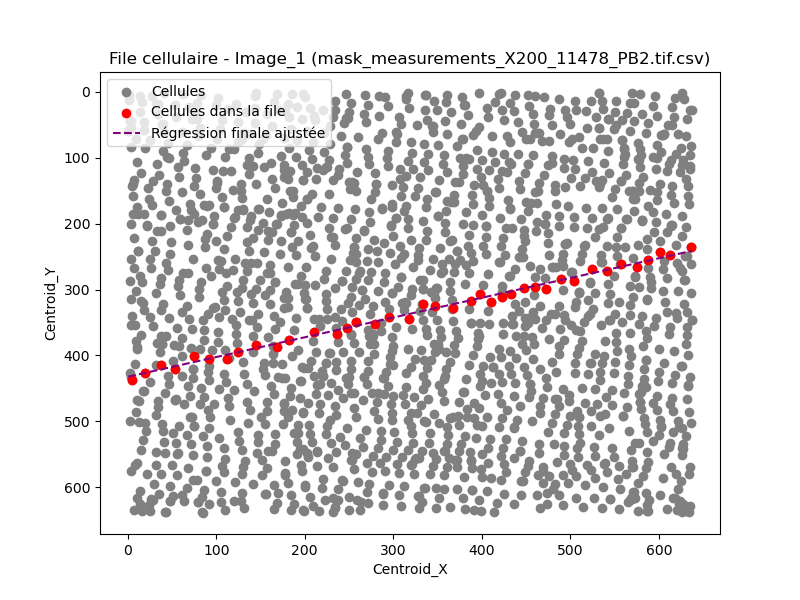 File cellulaire - Image_1 (mask_measurements_X200_11478_PB2.tif.csv)
Cellules
Cellules dans la file
Régression finale ajustée
Centroid_Y
0
100
200
300
400
500
600
0 100 200 300 400 500 600
Centroid_X